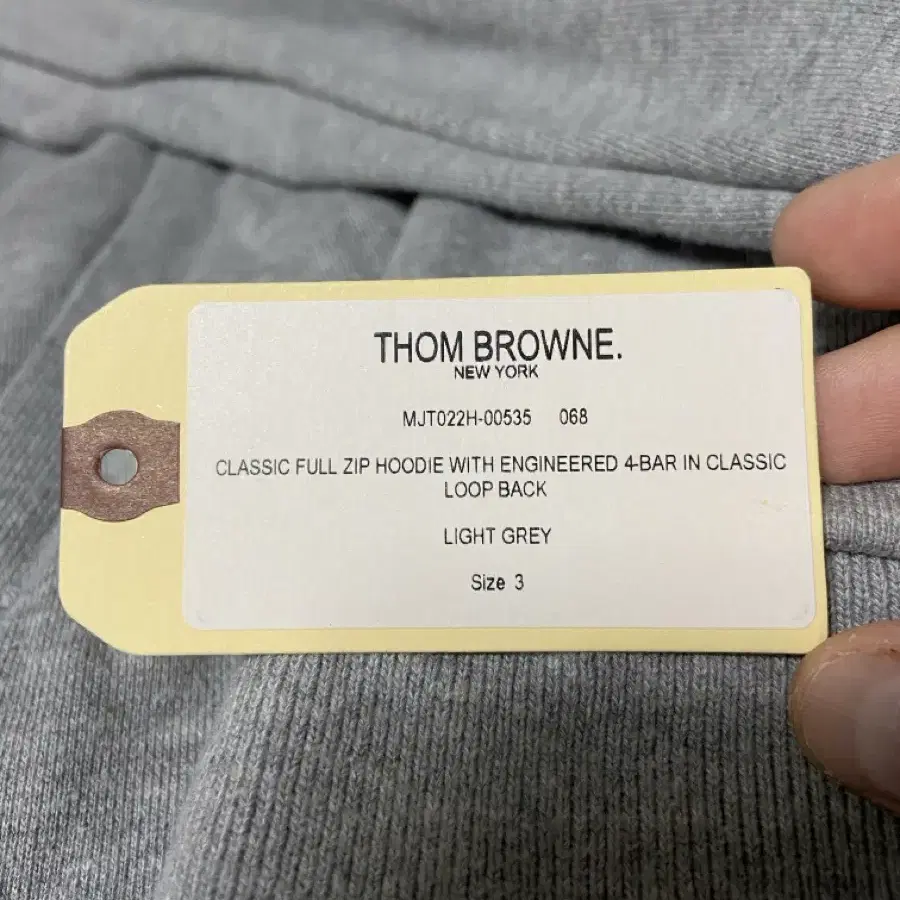 THOM BROWNE.
NEW YORK
MJT022H-00535 068
CLASSIC FULL ZIP HOODIE WITH ENGINEERED 4-BAR IN CLASSIC
LOOP BACK
LIGHT GREY
Size 3